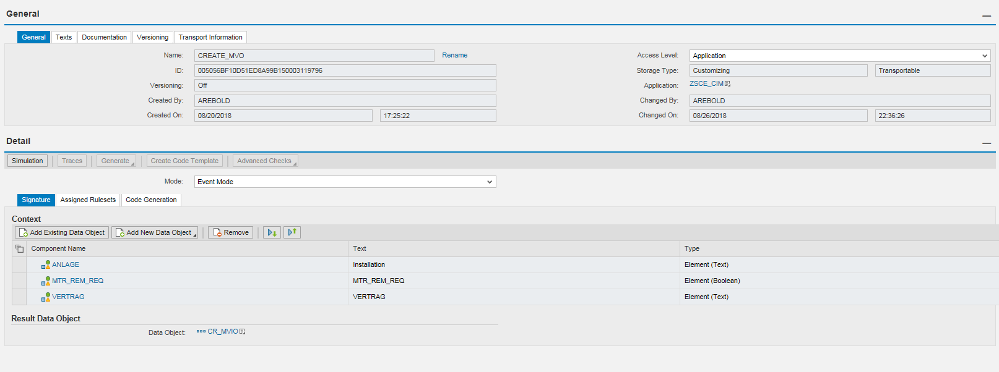 General
General Texts Documentation Versioning Transport Information
Name: CREATE_MVO Rename Access Level: Application
ID: 005056BF10D51ED8A99B150003119796 Storage Type: Customizing Transportable
Versioning: Off Application: ZSCE_CIM
Created By: AREBOLD Changed By: AREBOLD
Created On: 08/20/2018 17:25:22 Changed On: 08/26/2018 22:36:26
Detail
Simulation Traces Generate Create Code Template Advanced Checks
Mode: Event Mode
Signature Assigned Rulesets Code Generation
Context
Add Existing Data Object Add New Data Object Remove
Component Name Text Type
ANLAGE Installation Element (Text)
MTR_REM_REQ MTR_REM_REQ Element (Boolean)
VERTRAG VERTRAG Element (Text)
Result Data Object
Data Object: CR_MVIO